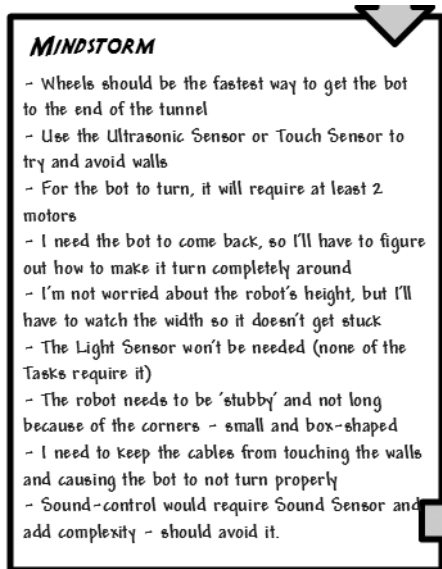 MINDSTORM
- Wheels should be the fastest way to get the bot
to the end of the tunnel
- Use the Ultrasonic Sensor or Touch Sensor to
try and avoid walls
- For the bot to turn, it will require at least 2
motors
- I need the bot to come back, so I'll have to figure
out how to make it turn completely around
- I'm not worried about the robot's height, but I'll
have to watch the width so it doesn't get stuck
- The Light Sensor won't be needed (none of the
Tasks require it)
- The robot needs to be 'stubby' and not long
because of the corners - small and box-shaped
- I need to keep the cables from touching the walls
and causing the bot to not turn properly
- Sound-control would require Sound Sensor and
add complexity - should avoid it.